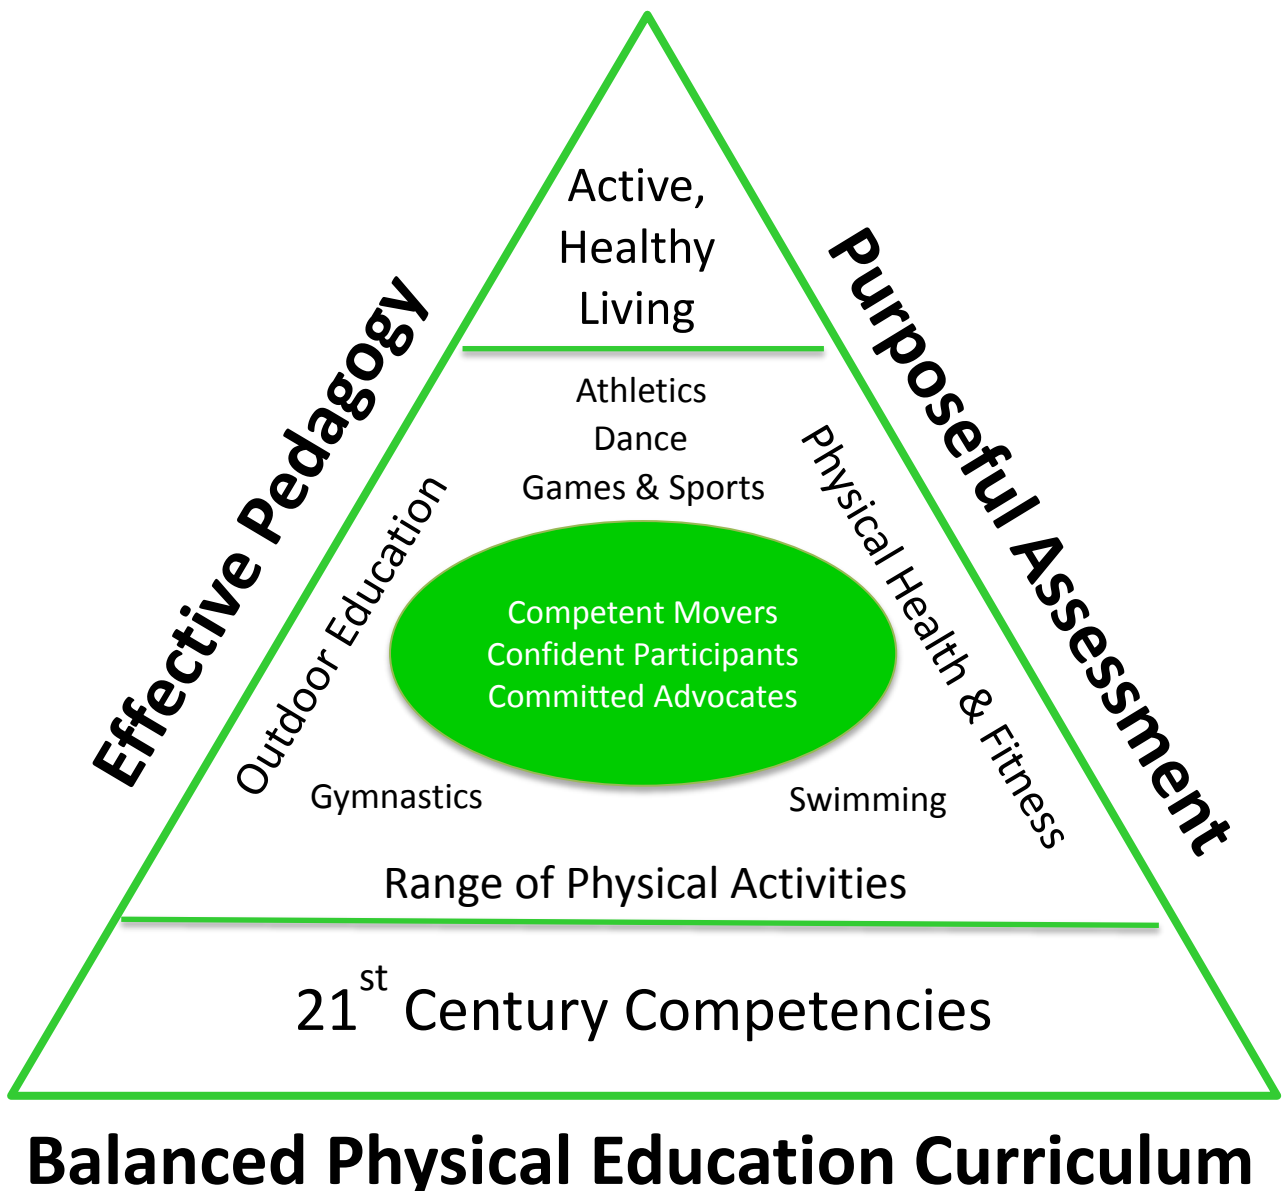 Active,
Healthy
Living
Effective Pedagogy
Purposeful Assessment
Athletics
Dance
Games & Sports
Outdoor Education
Physical Health & Fitness
Competent Movers
Confident Participants
Committed Advocates
Gymnastics
Swimming
Range of Physical Activities
21st Century Competencies
Balanced Physical Education Curriculum